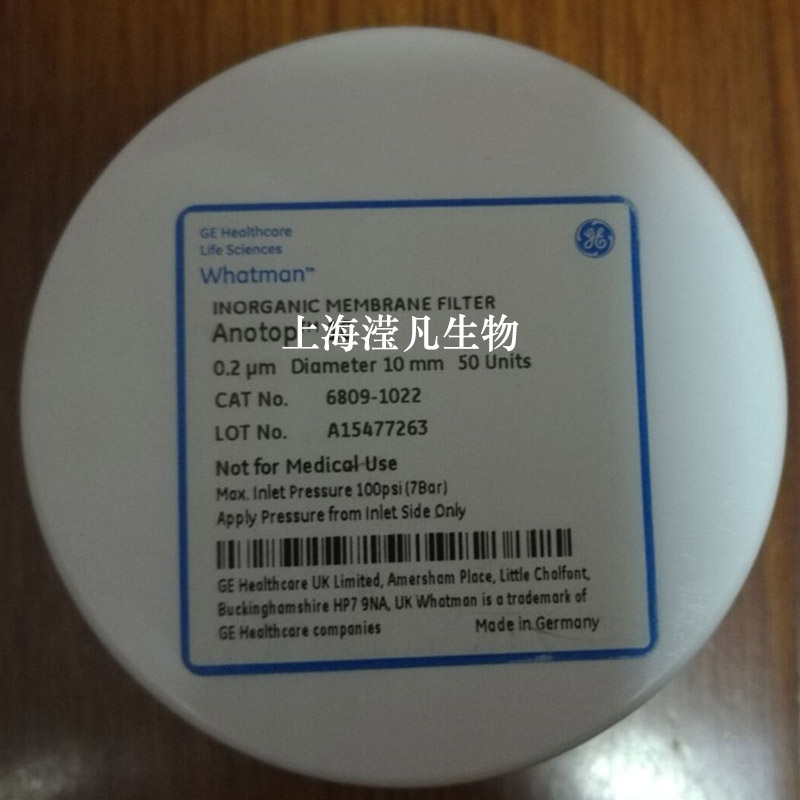 GE Healthcare
Life Sciences
Whatman™
INORGANIC MEMBRANE FILTER
Anotop™
上海滢凡生物
0.2 µm Diameter 10 mm 50 Units
CAT No. 6809-1022
LOT No. A15477263
Not for Medical Use
Max. Inlet Pressure 100psi (7Bar)
Apply Pressure from Inlet Side Only
GE Healthcare UK Limited, Amersham Place, Little Chalfont,
Buckinghamshire HP7 9NA, UK Whatman is a trademark of
GE Healthcare companies Made in Germany
GE